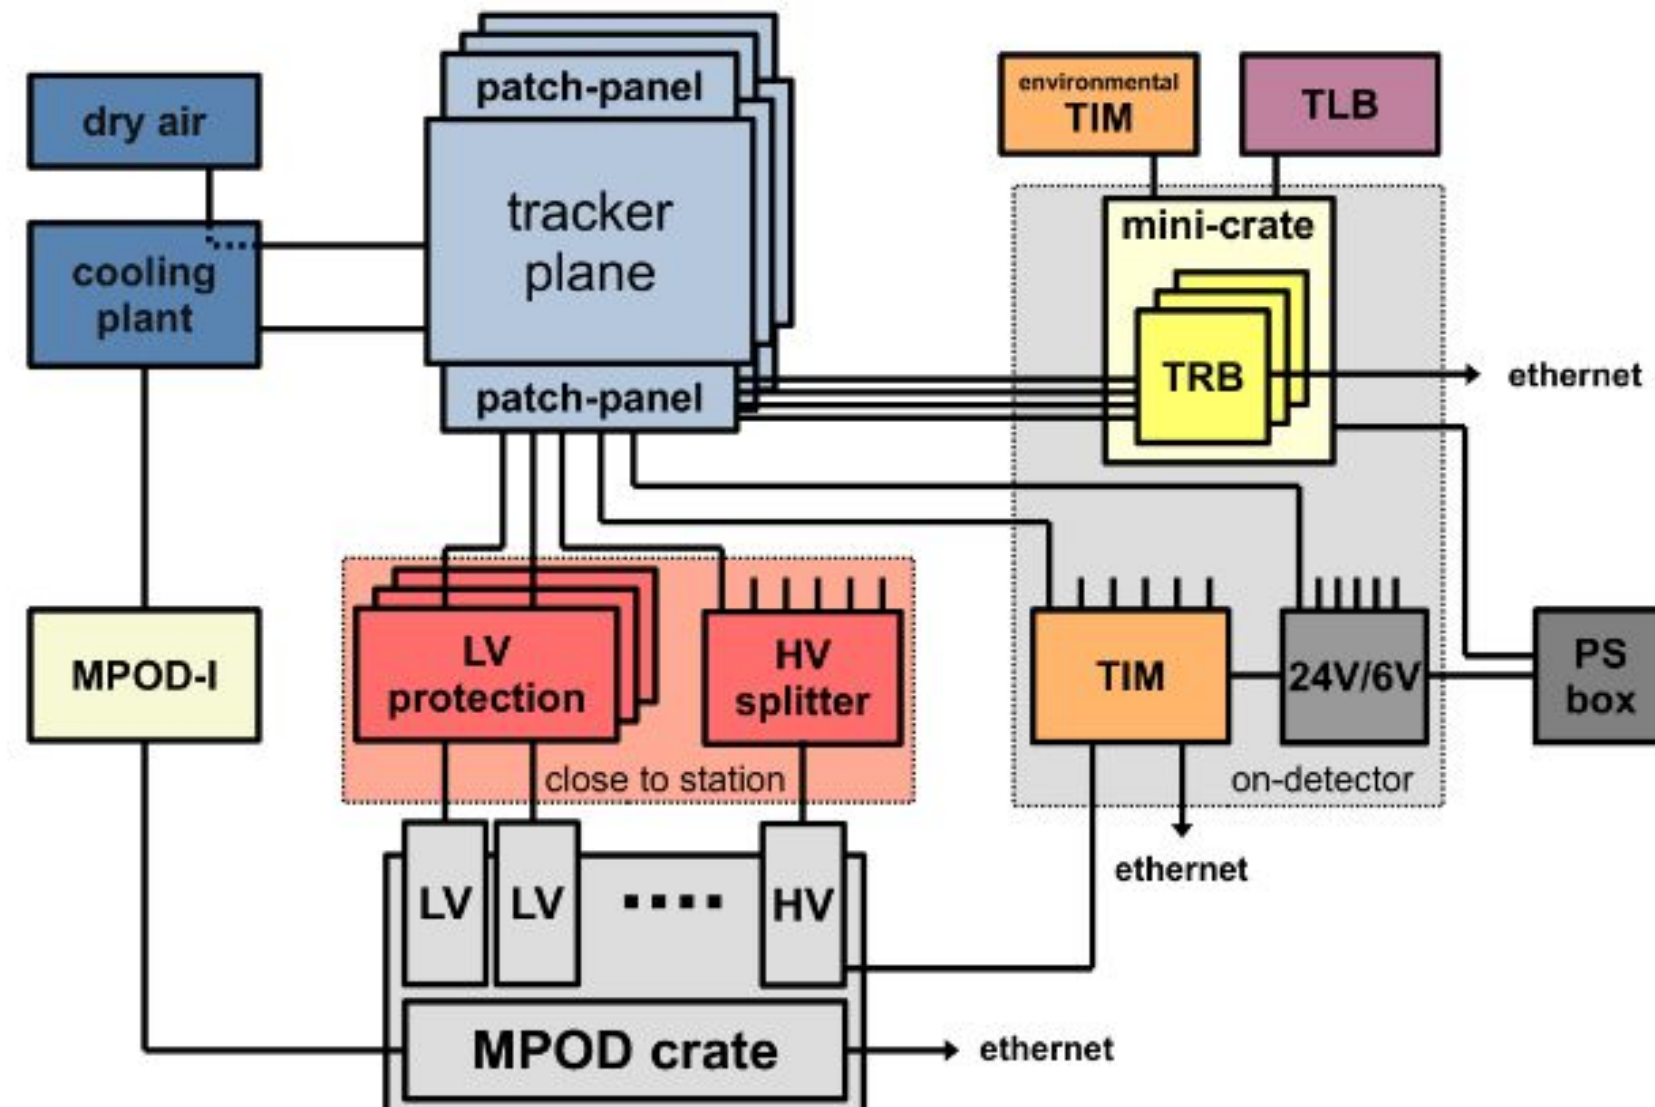 patch-panel
dry air
environmental
TIM
TLB
tracker
plane
mini-crate
cooling
plant
TRB
ethernet
patch-panel
LV
protection
HV
splitter
MPOD-I
TIM
24V/6V
PS
box
close to station
on-detector
ethernet
LV
LV
....
HV
MPOD crate
ethernet